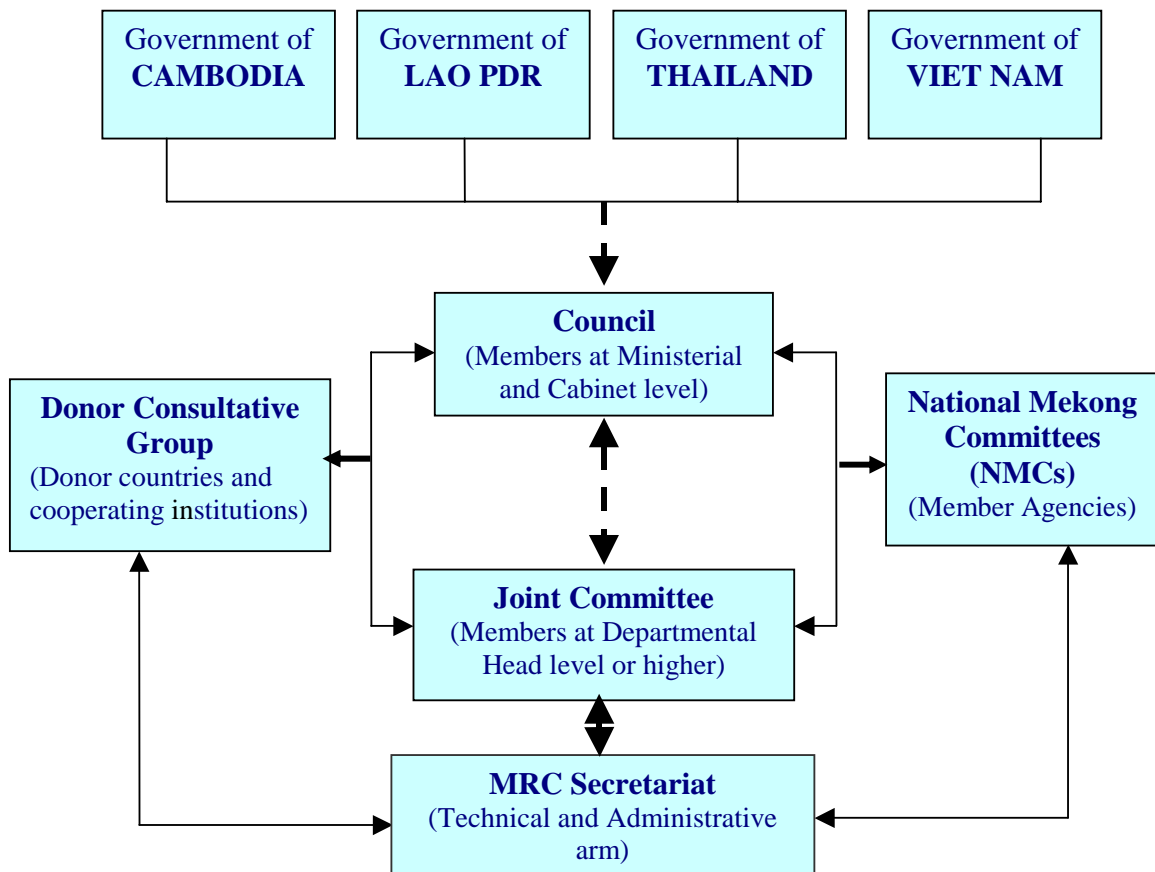 Government of
CAMBODIA
Government of
LAO PDR
Government of
THAILAND
Government of
VIET NAM
Council
(Members at Ministerial
and Cabinet level)
Donor Consultative
Group
(Donor countries and
cooperating institutions)
National Mekong
Committees
(NMCs)
(Member Agencies)
Joint Committee
(Members at Departmental
Head level or higher)
MRC Secretariat
(Technical and Administrative
arm)